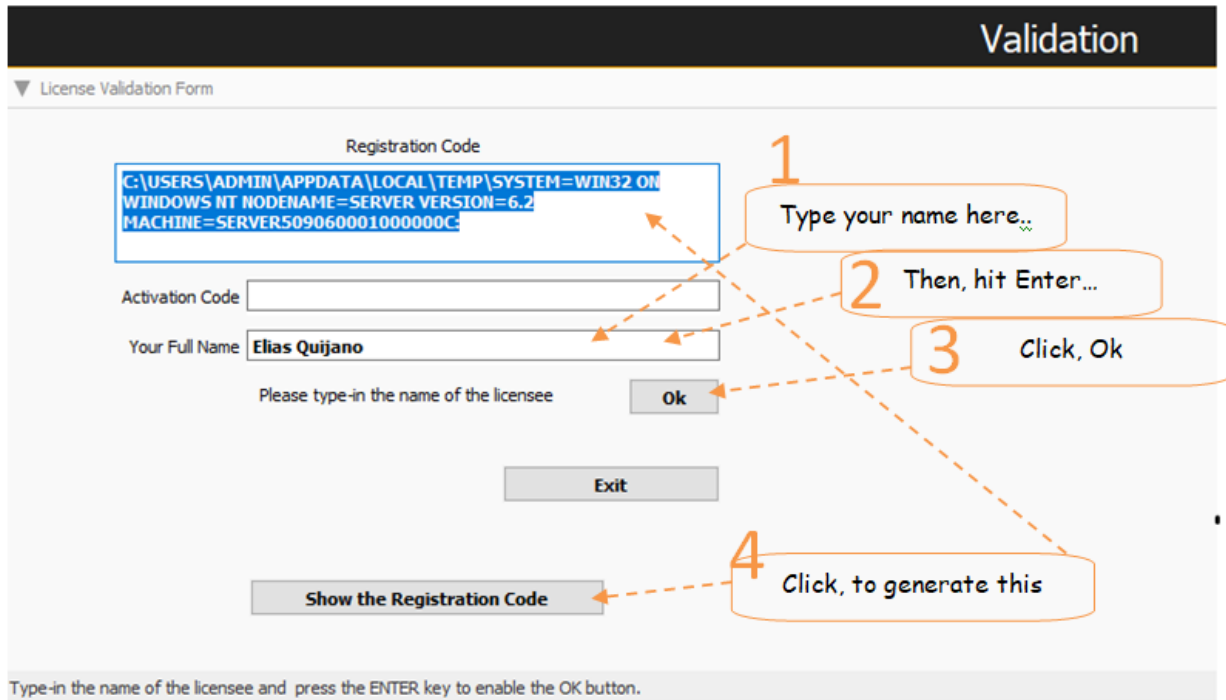 Validation
License Validation Form
Registration Code
C:\USERS\ADMIN\APPDATA\LOCAL\TEMP\SYSTEM=WIN32 ON
WINDOWS NT NODENAME=SERVER VERSION=6.2
MACHINE=SERVER509060001000000C:
1
Type your name here..
2
Then, hit Enter...
Activation Code
Your Full Name Elias Quijano
3
Click, Ok
Please type-in the name of the licensee
Ok
Exit
4
Click, to generate this
Show the Registration Code
Type-in the name of the licensee and press the ENTER key to enable the OK button.